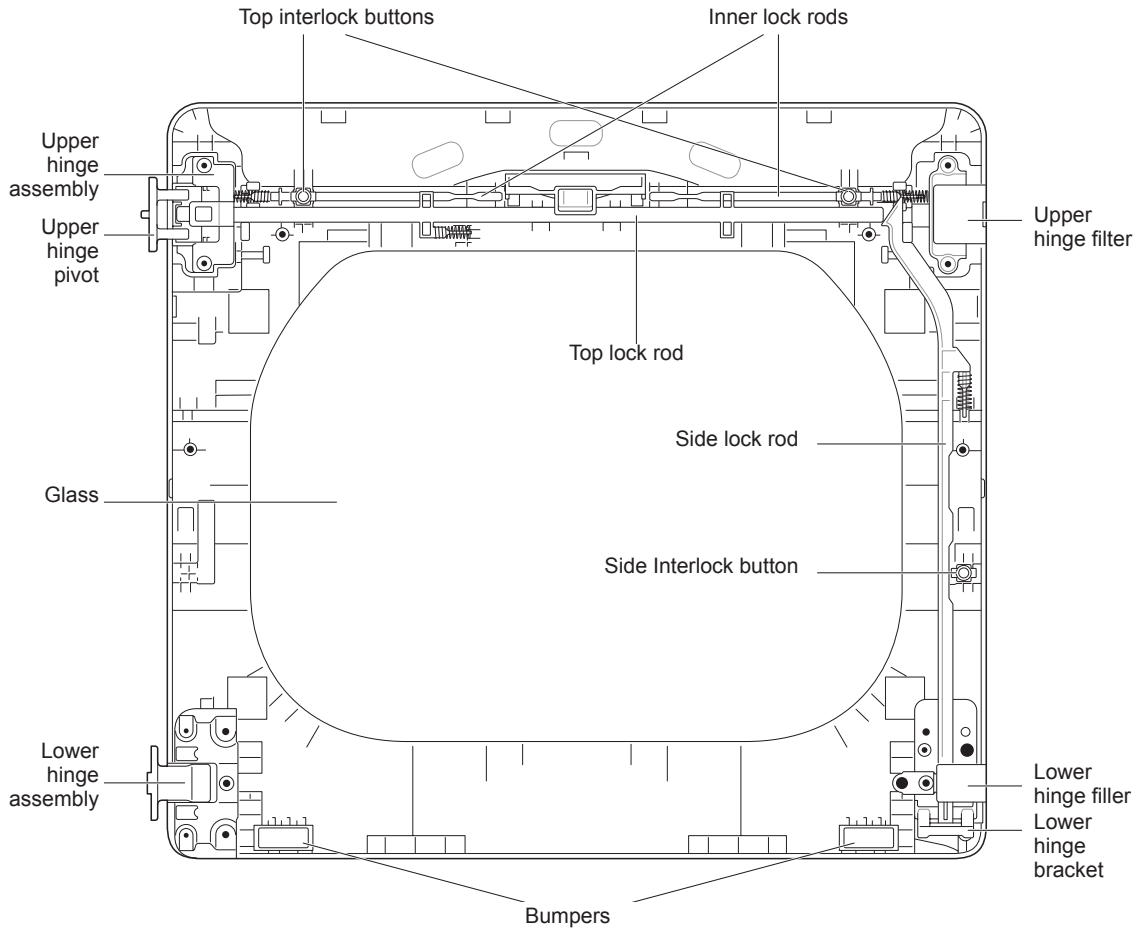 Top interlock buttons
Inner lock rods
Upper
hinge
assembly
Upper
hinge
pivot
Upper
hinge filter
Top lock rod
Side lock rod
Glass
Side Interlock button
Lower
hinge
assembly
Lower
hinge filler
Lower
hinge
bracket
Bumpers